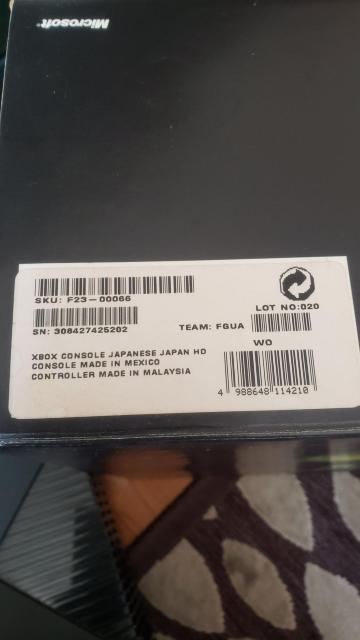 Microsoft®
SKU: F23-00066
LOT NO:020
SN: 308427425202
TEAM: FGUA
WO
XBOX CONSOLE JAPANESE JAPAN HD
CONSOLE MADE IN MEXICO
CONTROLLER MADE IN MALAYSIA
4 988648 114210